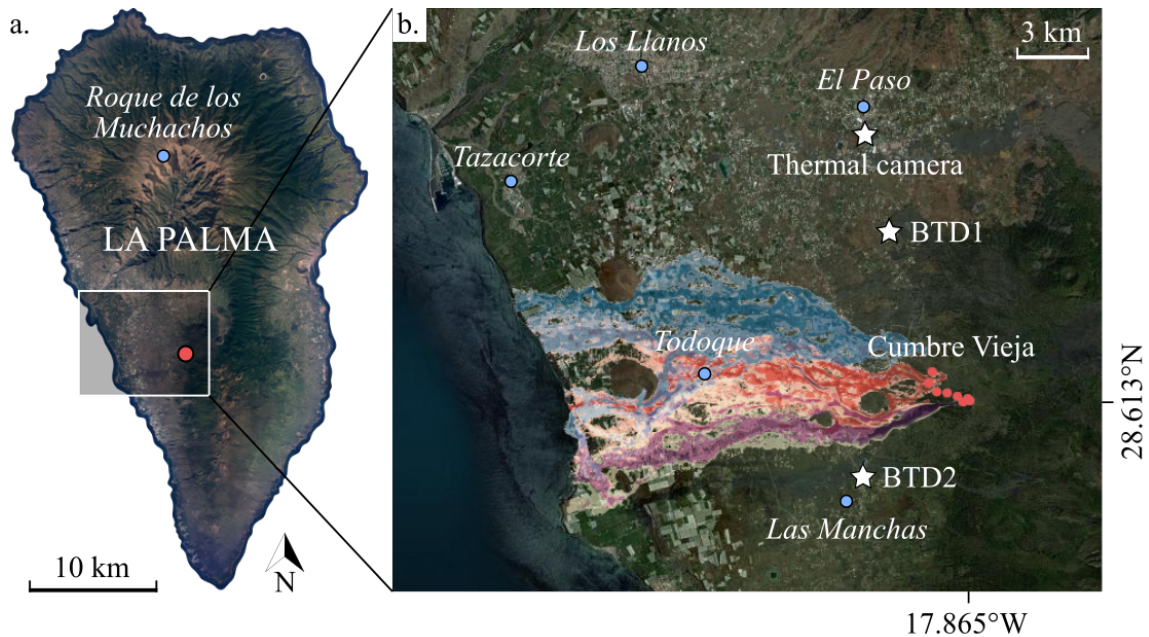 a.
Roque de los
Muchachos
LA PALMA
10 km
N
b.
3 km
Los Llanos
El Paso
Thermal camera
Tazacorte
BTD1
Todoque
Cumbre Vieja
28.613°N
BTD2
Las Manchas
17.865°W